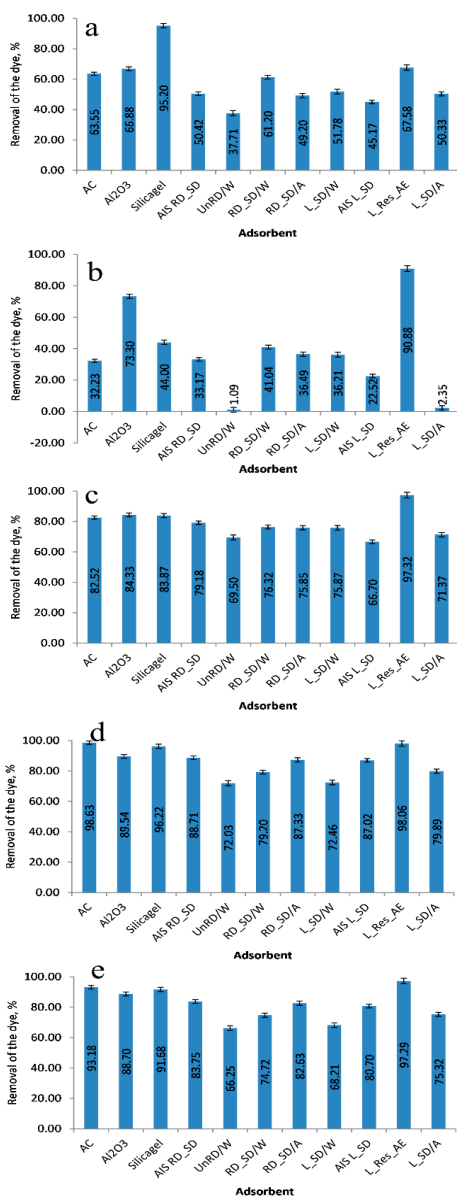 a
Removal of the dye, %
100.00
80.00
60.00
40.00
20.00
0.00
63.55
66.88
95.20
50.42
37.71
61.20
49.20
51.78
45.17
67.58
50.33
AC
Al2O3
Silicagel
AIS RD_SD
UnRD/W
RD_SD/W
RD_SD/A
L_SD/W
AIS L_SD
L_Res_AE
L_SD/A
Adsorbent
b
Removal of the dye, %
100.00
80.00
60.00
40.00
20.00
0.00
-20.00
32.23
73.30
44.00
33.17
1.09
41.04
36.49
36.21
22.52
90.88
2.35
AC
Al2O3
Silicagel
AIS RD_SD
UnRD/W
RD_SD/W
RD_SD/A
L_SD/W
AIS L_SD
L_Res_AE
L_SD/A
Adsorbent
c
Removal of the dye, %
100.00
80.00
60.00
40.00
20.00
0.00
82.52
84.33
83.87
79.18
69.50
76.32
75.85
75.87
66.70
97.32
71.37
AC
Al2O3
Silicagel
AIS RD_SD
UnRD/W
RD_SD/W
RD_SD/A
L_SD/W
AIS L_SD
L_Res_AE
L_SD/A
Adsorbent
d
Removal of the dye, %
100.00
80.00
60.00
40.00
20.00
0.00
98.63
89.54
96.22
88.71
72.03
79.20
87.33
72.46
87.02
98.06
79.89
AC
Al2O3
Silicagel
AIS RD_SD
UnRD/W
RD_SD/W
RD_SD/A
L_SD/W
AIS L_SD
L_Res_AE
L_SD/A
Adsorbent
e
Removal of the dye, %
100.00
80.00
60.00
40.00
20.00
0.00
93.18
88.70
91.68
83.75
66.25
74.72
82.63
68.21
80.70
97.29
75.32
AC
Al2O3
Silicagel
AIS RD_SD
UnRD/W
RD_SD/W
RD_SD/A
L_SD/W
AIS L_SD
L_Res_AE
L_SD/A
Adsorbent